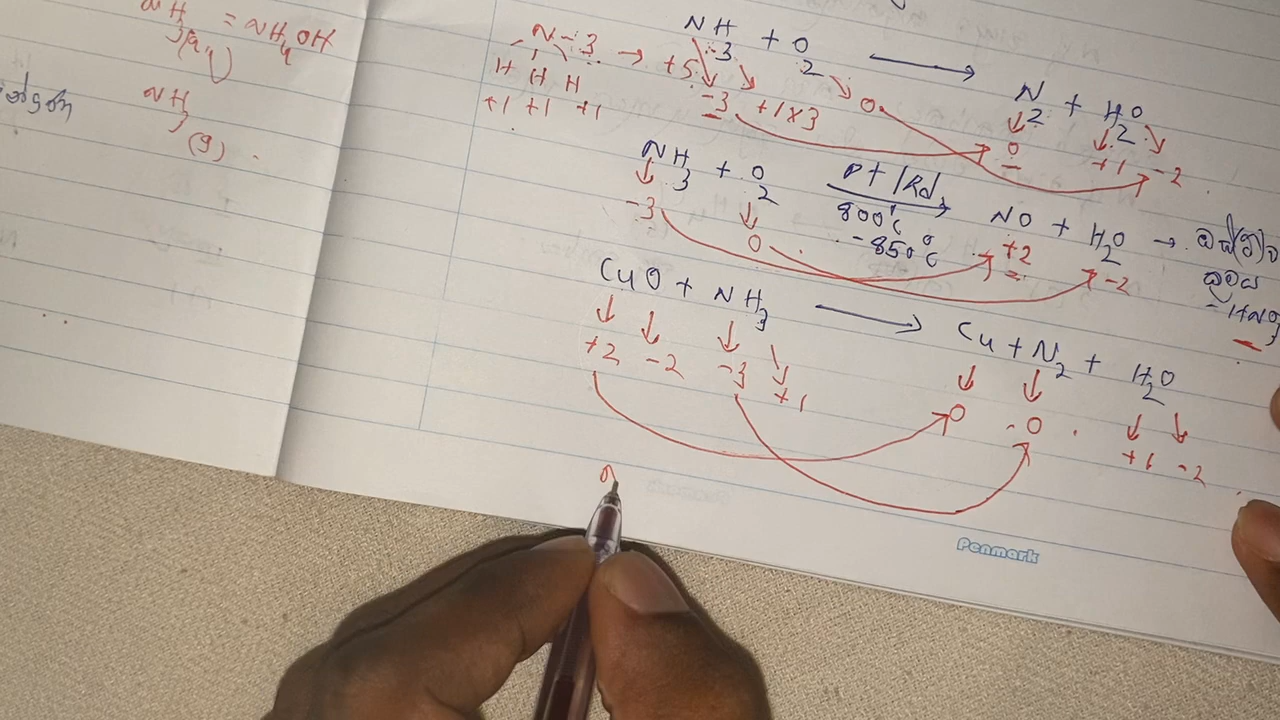 NH3(aq) = NH4OH
NH3
(g).
N-3 → +5
H H H
+1 +1 +1
NH3 + O2 ⟶ N2 + H2O
-3 +1×3 0 0 +1 -2
NH3 + O2 Pt/Rd, 800°C -850°C ⟶ NO + H2O →
-3 0 +2 -2
-HNO3
CuO + NH3 ⟶ Cu + N2 + H2O
+2 -2 -3 +1 0 0 +1 -2
Penmark